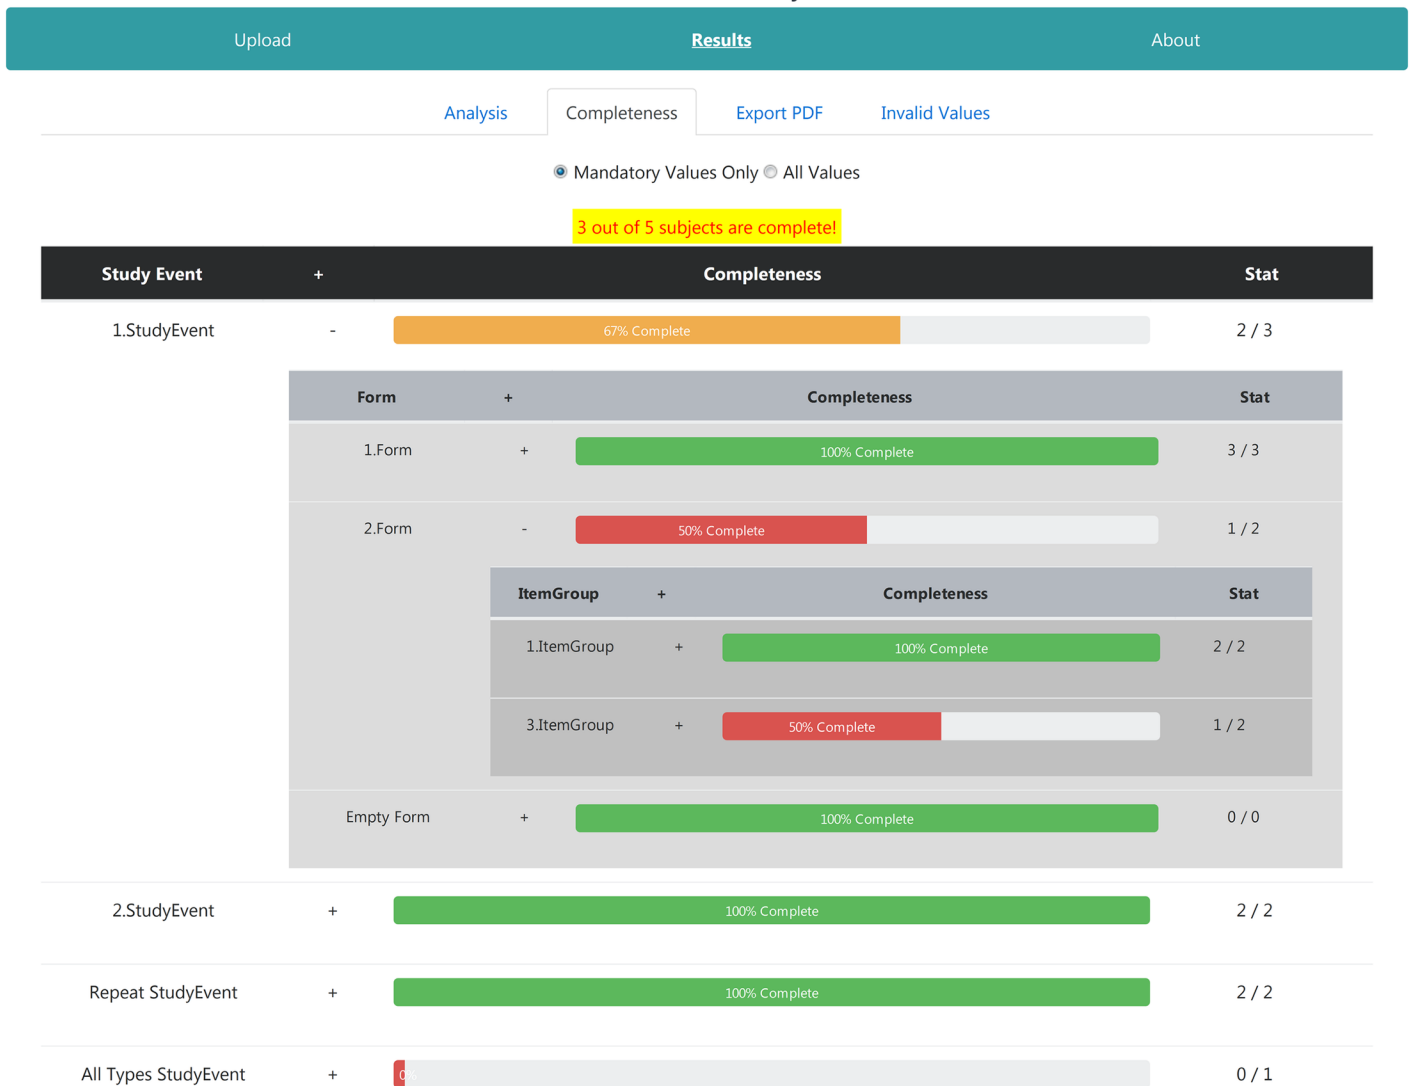 Upload Results About
Analysis Completeness Export PDF Invalid Values
Mandatory Values Only All Values
3 out of 5 subjects are complete!
Study Event + Completeness Stat
1.StudyEvent - 67% Complete 2 / 3
Form + Completeness Stat
1.Form + 100% Complete 3 / 3
2.Form - 50% Complete 1 / 2
ItemGroup + Completeness Stat
1.ItemGroup + 100% Complete 2 / 2
3.ItemGroup + 50% Complete 1 / 2
Empty Form + 100% Complete 0 / 0
2.StudyEvent + 100% Complete 2 / 2
Repeat StudyEvent + 100% Complete 2 / 2
All Types StudyEvent + 0% 0 / 1